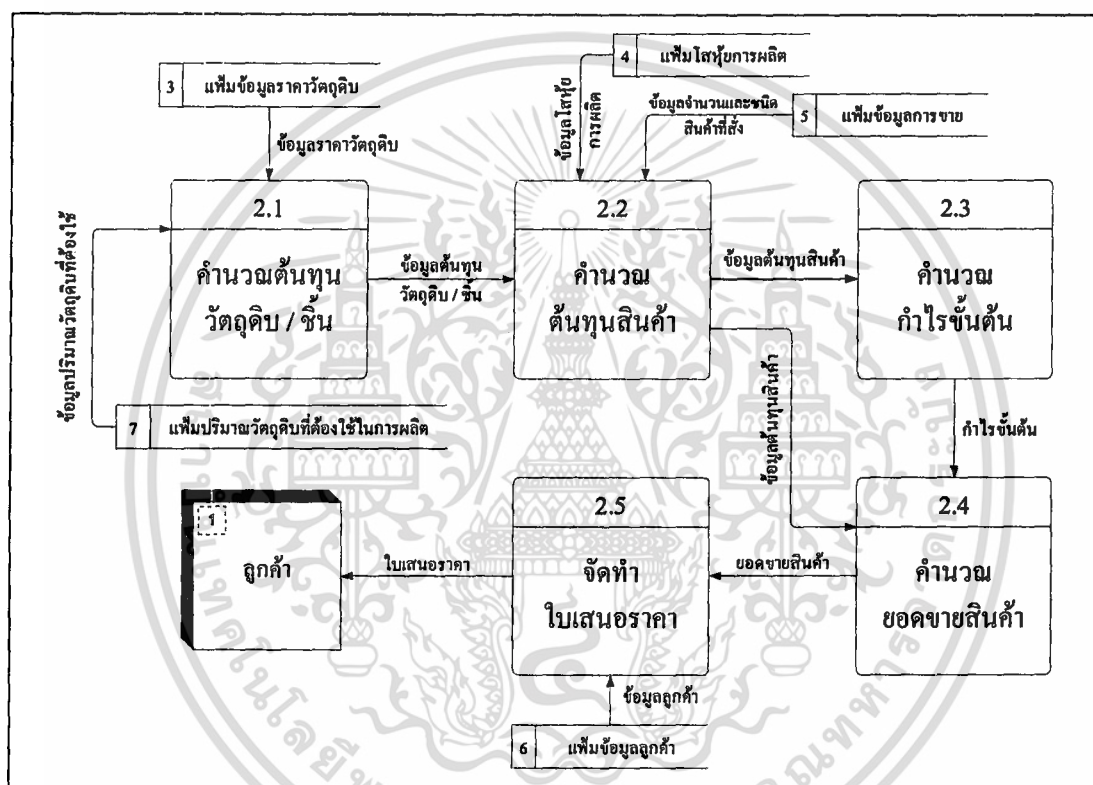 4 แฟ้มโสหุ้ยการผลิต
3 แฟ้มข้อมูลราคาวัตถุดิบ
ข้อมูลจำนวนและชนิด
สินค้าที่สั่ง
5 แฟ้มข้อมูลการขาย
ข้อมูลโสหุ้ย
การผลิต
ข้อมูลราคาวัตถุดิบ
2.1
คำนวณต้นทุน
วัตถุดิบ / ชิ้น
ข้อมูลต้นทุน
วัตถุดิบ / ชิ้น
2.2
คำนวณ
ต้นทุนสินค้า
ข้อมูลต้นทุนสินค้า
2.3
คำนวณ
กำไรขั้นต้น
ข้อมูลปริมาณวัตถุดิบที่ต้องใช้
7 แฟ้มปริมาณวัตถุดิบที่ต้องใช้ในการผลิต
ข้อมูลต้นทุนสินค้า
กำไรขั้นต้น
1
ลูกค้า
ใบเสนอราคา
2.5
จัดทำ
ใบเสนอราคา
ยอดขายสินค้า
2.4
คำนวณ
ยอดขายสินค้า
ข้อมูลลูกค้า
6 แฟ้มข้อมูลลูกค้า